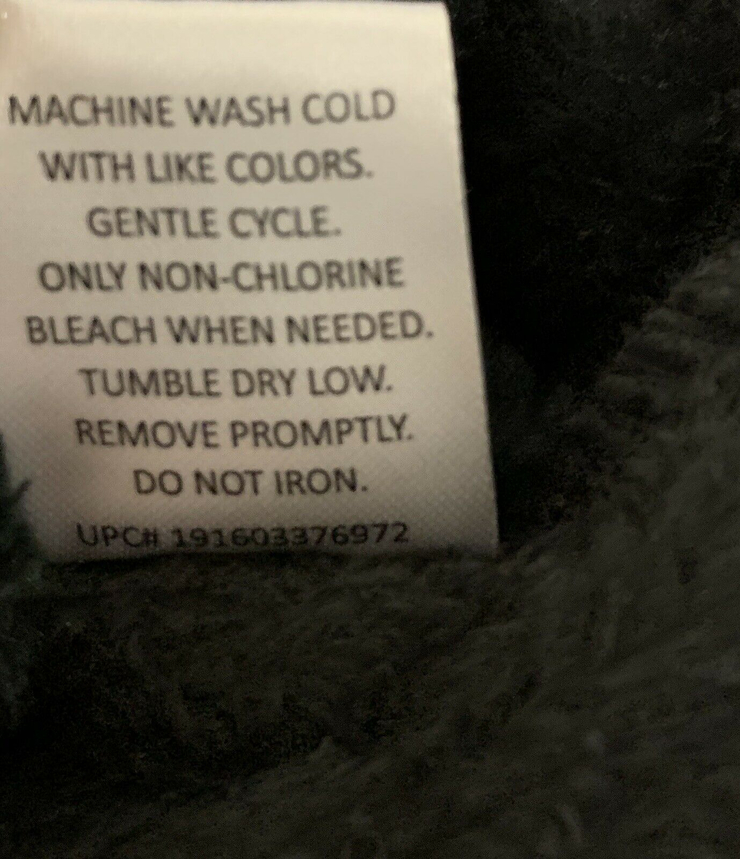 MACHINE WASH COLD
WITH LIKE COLORS.
GENTLE CYCLE.
ONLY NON-CHLORINE
BLEACH WHEN NEEDED.
TUMBLE DRY LOW.
REMOVE PROMPTLY.
DO NOT IRON.
UPC# 191603376972